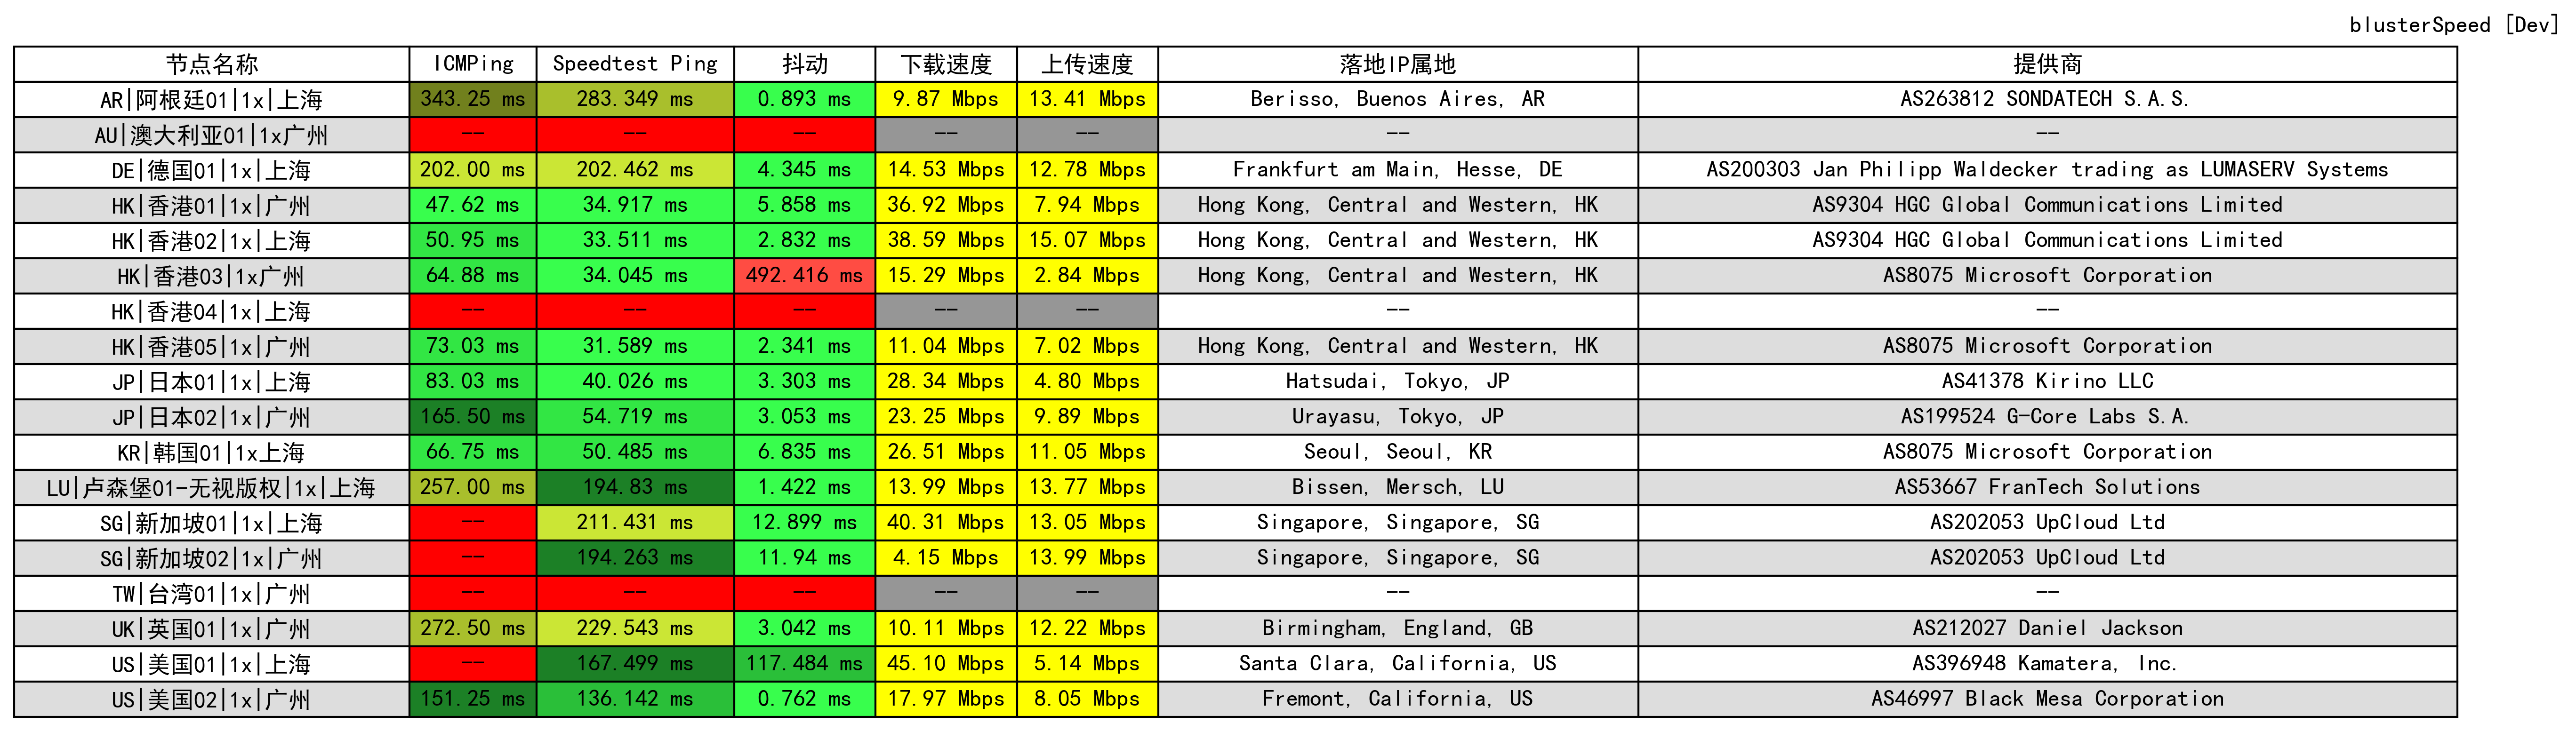 blusterSpeed [Dev]
节点名称 ICMPing Speedtest Ping 抖动 下载速度 上传速度 落地IP属地 提供商
AR|阿根廷01|1x|上海 343.25 ms 283.349 ms 0.893 ms 9.87 Mbps 13.41 Mbps Berisso, Buenos Aires, AR AS263812 SONDATECH S.A.S.
AU|澳大利亚01|1x广州 -- -- -- -- -- -- --
DE|德国01|1x|上海 202.00 ms 202.462 ms 4.345 ms 14.53 Mbps 12.78 Mbps Frankfurt am Main, Hesse, DE AS200303 Jan Philipp Waldecker trading as LUMASERV Systems
HK|香港01|1x|广州 47.62 ms 34.917 ms 5.858 ms 36.92 Mbps 7.94 Mbps Hong Kong, Central and Western, HK AS9304 HGC Global Communications Limited
HK|香港02|1x|上海 50.95 ms 33.511 ms 2.832 ms 38.59 Mbps 15.07 Mbps Hong Kong, Central and Western, HK AS9304 HGC Global Communications Limited
HK|香港03|1x广州 64.88 ms 34.045 ms 492.416 ms 15.29 Mbps 2.84 Mbps Hong Kong, Central and Western, HK AS8075 Microsoft Corporation
HK|香港04|1x|上海 -- -- -- -- -- -- --
HK|香港05|1x|广州 73.03 ms 31.589 ms 2.341 ms 11.04 Mbps 7.02 Mbps Hong Kong, Central and Western, HK AS8075 Microsoft Corporation
JP|日本01|1x|上海 83.03 ms 40.026 ms 3.303 ms 28.34 Mbps 4.80 Mbps Hatsudai, Tokyo, JP AS41378 Kirino LLC
JP|日本02|1x|广州 165.50 ms 54.719 ms 3.053 ms 23.25 Mbps 9.89 Mbps Urayasu, Tokyo, JP AS199524 G-Core Labs S.A.
KR|韩国01|1x上海 66.75 ms 50.485 ms 6.835 ms 26.51 Mbps 11.05 Mbps Seoul, Seoul, KR AS8075 Microsoft Corporation
LU|卢森堡01-无视版权|1x|上海 257.00 ms 194.83 ms 1.422 ms 13.99 Mbps 13.77 Mbps Bissen, Mersch, LU AS53667 FranTech Solutions
SG|新加坡01|1x|上海 -- 211.431 ms 12.899 ms 40.31 Mbps 13.05 Mbps Singapore, Singapore, SG AS202053 UpCloud Ltd
SG|新加坡02|1x|广州 -- 194.263 ms 11.94 ms 4.15 Mbps 13.99 Mbps Singapore, Singapore, SG AS202053 UpCloud Ltd
TW|台湾01|1x|广州 -- -- -- -- -- -- --
UK|英国01|1x|广州 272.50 ms 229.543 ms 3.042 ms 10.11 Mbps 12.22 Mbps Birmingham, England, GB AS212027 Daniel Jackson
US|美国01|1x|上海 -- 167.499 ms 117.484 ms 45.10 Mbps 5.14 Mbps Santa Clara, California, US AS396948 Kamatera, Inc.
US|美国02|1x|广州 151.25 ms 136.142 ms 0.762 ms 17.97 Mbps 8.05 Mbps Fremont, California, US AS46997 Black Mesa Corporation